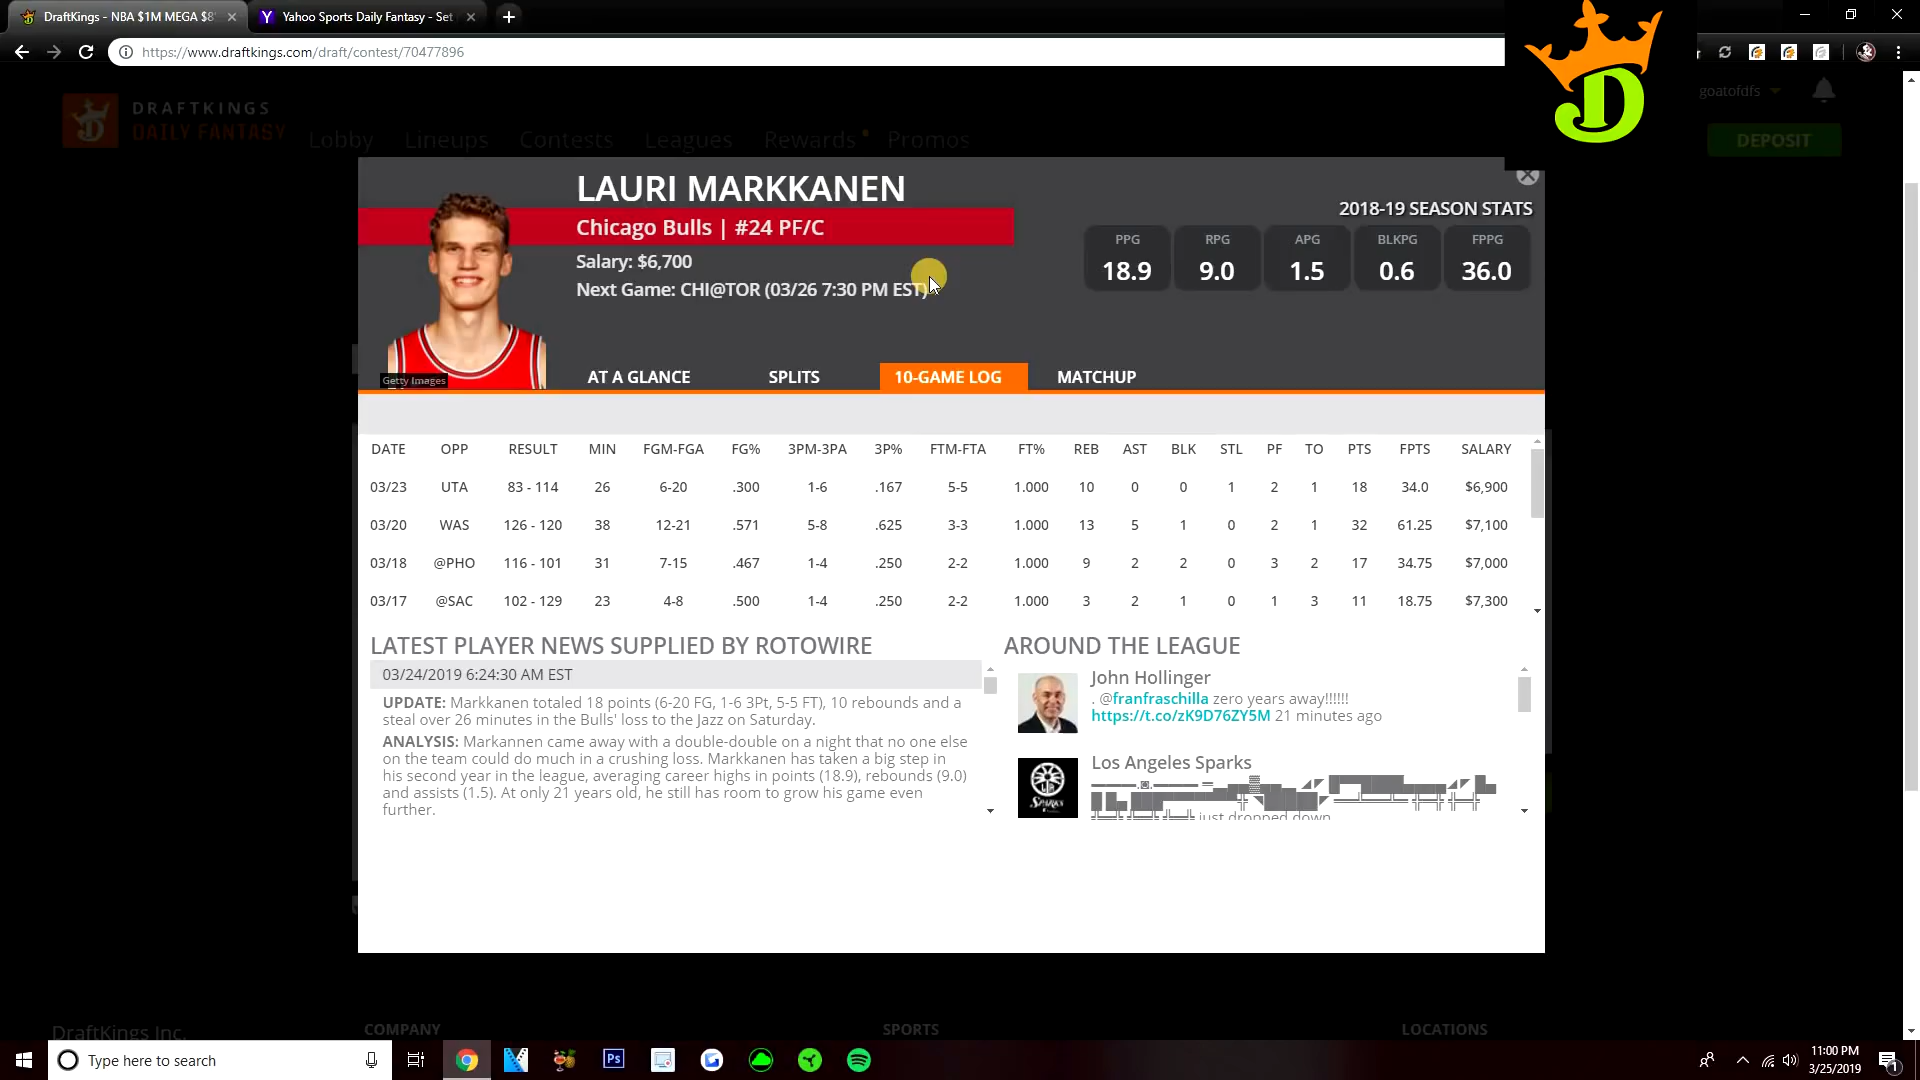 DraftKings - NBA $1M MEGA $8
Yahoo Sports Daily Fantasy - Set
https://www.draftkings.com/draft/contest/70477896
DRAFTKINGS
DAILY FANTASY
Lobby Lineups Contests Leagues Rewards Promos
goatofdfs
DEPOSIT
LAURI MARKKANEN
Chicago Bulls | #24 PF/C
Salary: $6,700
Next Game: CHI@TOR (03/26 7:30 PM EST)
2018-19 SEASON STATS
PPG RPG APG BLKPG FPPG
18.9 9.0 1.5 0.6 36.0
Getty Images
AT A GLANCE SPLITS 10-GAME LOG MATCHUP
DATE OPP RESULT MIN FGM-FGA FG% 3PM-3PA 3P% FTM-FTA FT% REB AST BLK STL PF TO PTS FPTS SALARY
03/23 UTA 83 - 114 26 6-20 .300 1-6 .167 5-5 1.000 10 0 0 1 2 1 18 34.0 $6,900
03/20 WAS 126 - 120 38 12-21 .571 5-8 .625 3-3 1.000 13 5 1 0 2 1 32 61.25 $7,100
03/18 @PHO 116 - 101 31 7-15 .467 1-4 .250 2-2 1.000 9 2 2 0 3 2 17 34.75 $7,000
03/17 @SAC 102 - 129 23 4-8 .500 1-4 .250 2-2 1.000 3 2 1 0 1 3 11 18.75 $7,300
LATEST PLAYER NEWS SUPPLIED BY ROTOWIRE
03/24/2019 6:24:30 AM EST
UPDATE: Markkanen totaled 18 points (6-20 FG, 1-6 3Pt, 5-5 FT), 10 rebounds and a
steal over 26 minutes in the Bulls' loss to the Jazz on Saturday.
ANALYSIS: Markannen came away with a double-double on a night that no one else
on the team could do much in a crushing loss. Markkanen has taken a big step in
his second year in the league, averaging career highs in points (18.9), rebounds (9.0)
and assists (1.5). At only 21 years old, he still has room to grow his game even
further.
AROUND THE LEAGUE
John Hollinger
. @franfraschilla zero years away!!!!!!
https://t.co/zK9D76ZY5M 21 minutes ago
Los Angeles Sparks
just dropped down
SPARKS
DraftKings Inc.
COMPANY
SPORTS
LOCATIONS
Type here to search
Ps
11:00 PM
3/25/2019
1